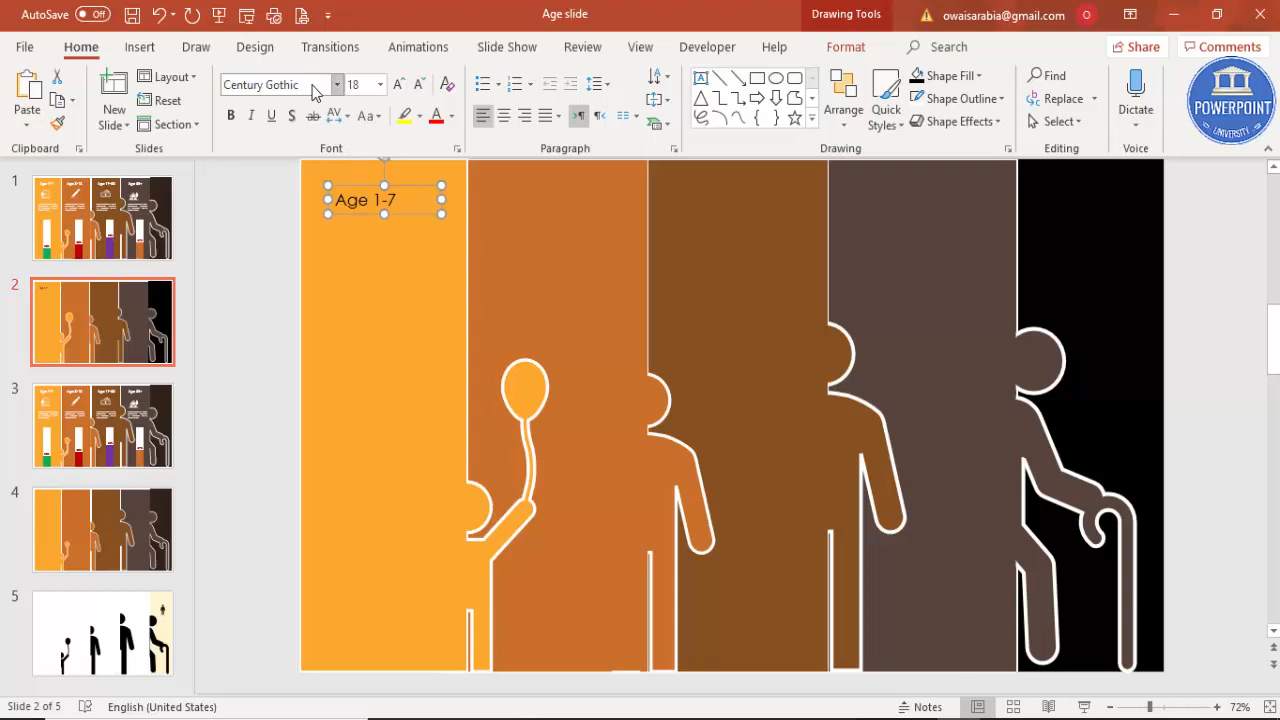 AutoSave Off
Age slide
Drawing Tools
owaisarabia@gmail.com
O
File Home Insert Draw Design Transitions Animations Slide Show Review View Developer Help Format Search Share Comments
Paste
Clipboard
New Slide
Layout
Reset
Section
Slides
Century Gothic 18
B I U S ab AV Aa A
Font
Paragraph
Arrange
Quick Styles
Shape Fill
Shape Outline
Shape Effects
Drawing
Find
Replace
Select
Editing
Dictate
Voice
POWERPOINT
UNIVERSITY
1
2
3
4
5
Age 1-7
Slide 2 of 5
English (United States)
Notes
72%